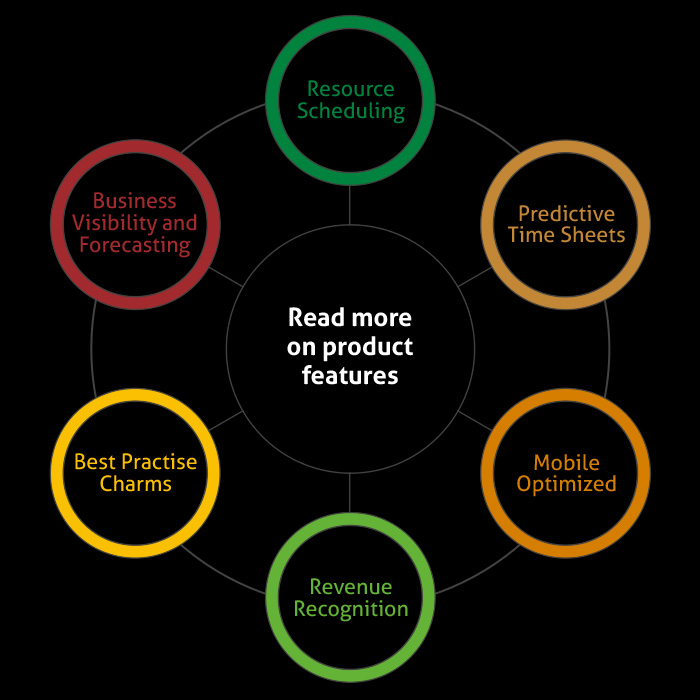 Resource
Scheduling
Business
Visibility and
Forecasting
Predictive
Time Sheets
Read more
on product
features
Best Practise
Charms
Mobile
Optimized
Revenue
Recognition